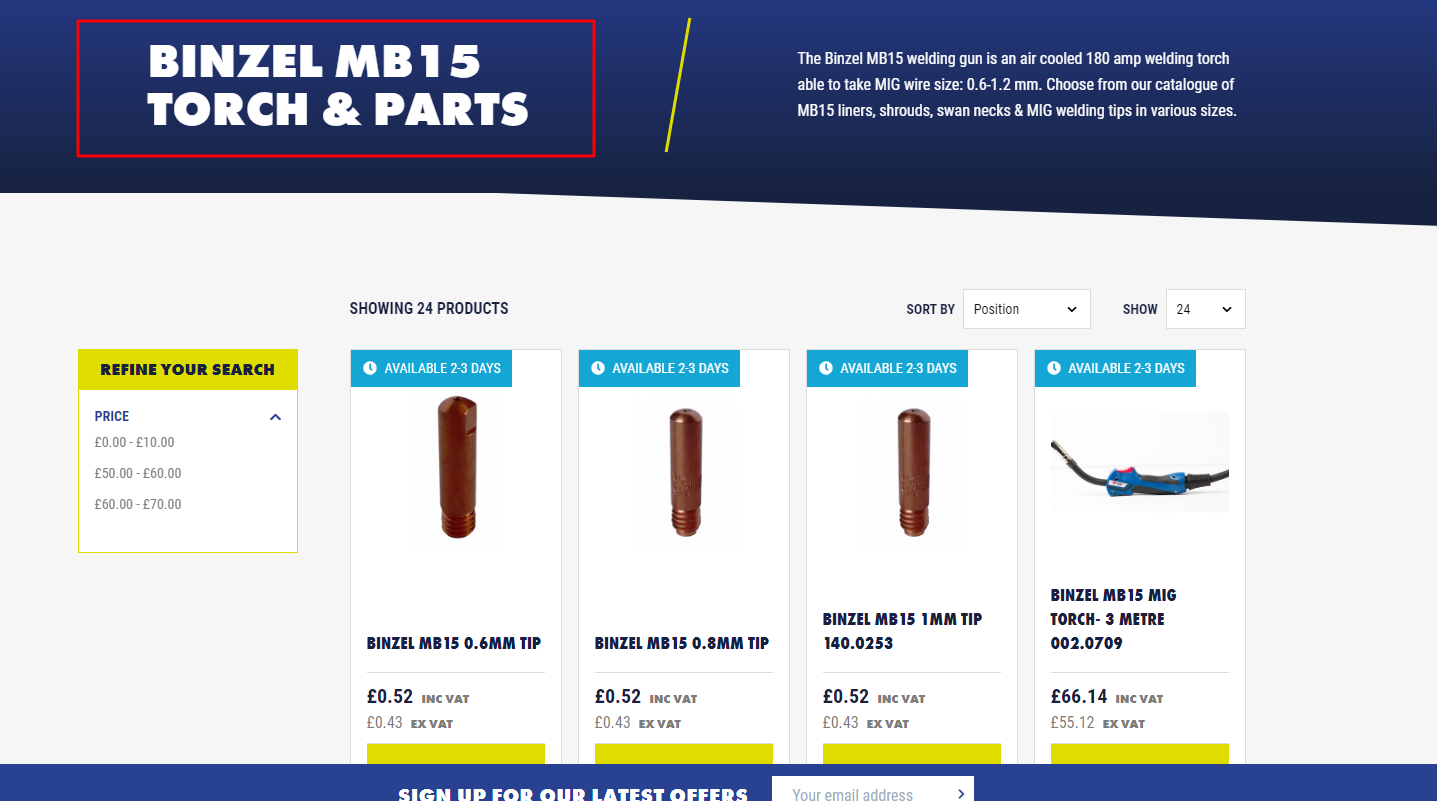 BINZEL MB15
TORCH & PARTS
The Binzel MB15 welding gun is an air cooled 180 amp welding torch
able to take MIG wire size: 0.6-1.2 mm. Choose from our catalogue of
MB15 liners, shrouds, swan necks & MIG welding tips in various sizes.
SHOWING 24 PRODUCTS
SORT BY
Position
SHOW
24
REFINE YOUR SEARCH
PRICE
£0.00 - £10.00
£50.00 - £60.00
£60.00 - £70.00
AVAILABLE 2-3 DAYS
BINZEL MB15 0.6MM TIP
£0.52 INC VAT
£0.43 EX VAT
AVAILABLE 2-3 DAYS
BINZEL MB15 0.8MM TIP
£0.52 INC VAT
£0.43 EX VAT
AVAILABLE 2-3 DAYS
BINZEL MB15 1MM TIP
140.0253
£0.52 INC VAT
£0.43 EX VAT
AVAILABLE 2-3 DAYS
BINZEL MB15 MIG
TORCH- 3 METRE
002.0709
£66.14 INC VAT
£55.12 EX VAT
SIGN UP FOR OUR LATEST OFFERS
Your email address